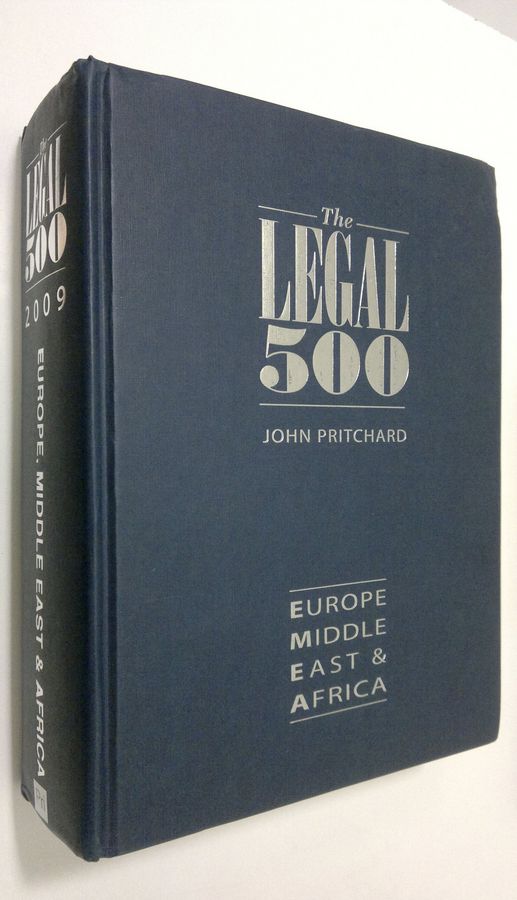 The
LEGAL
500
2009
EUROPE, MIDDLE EAST & AFRICA
The
LEGAL
500
JOHN PRITCHARD
EUROPE
MIDDLE
EAST &
AFRICA